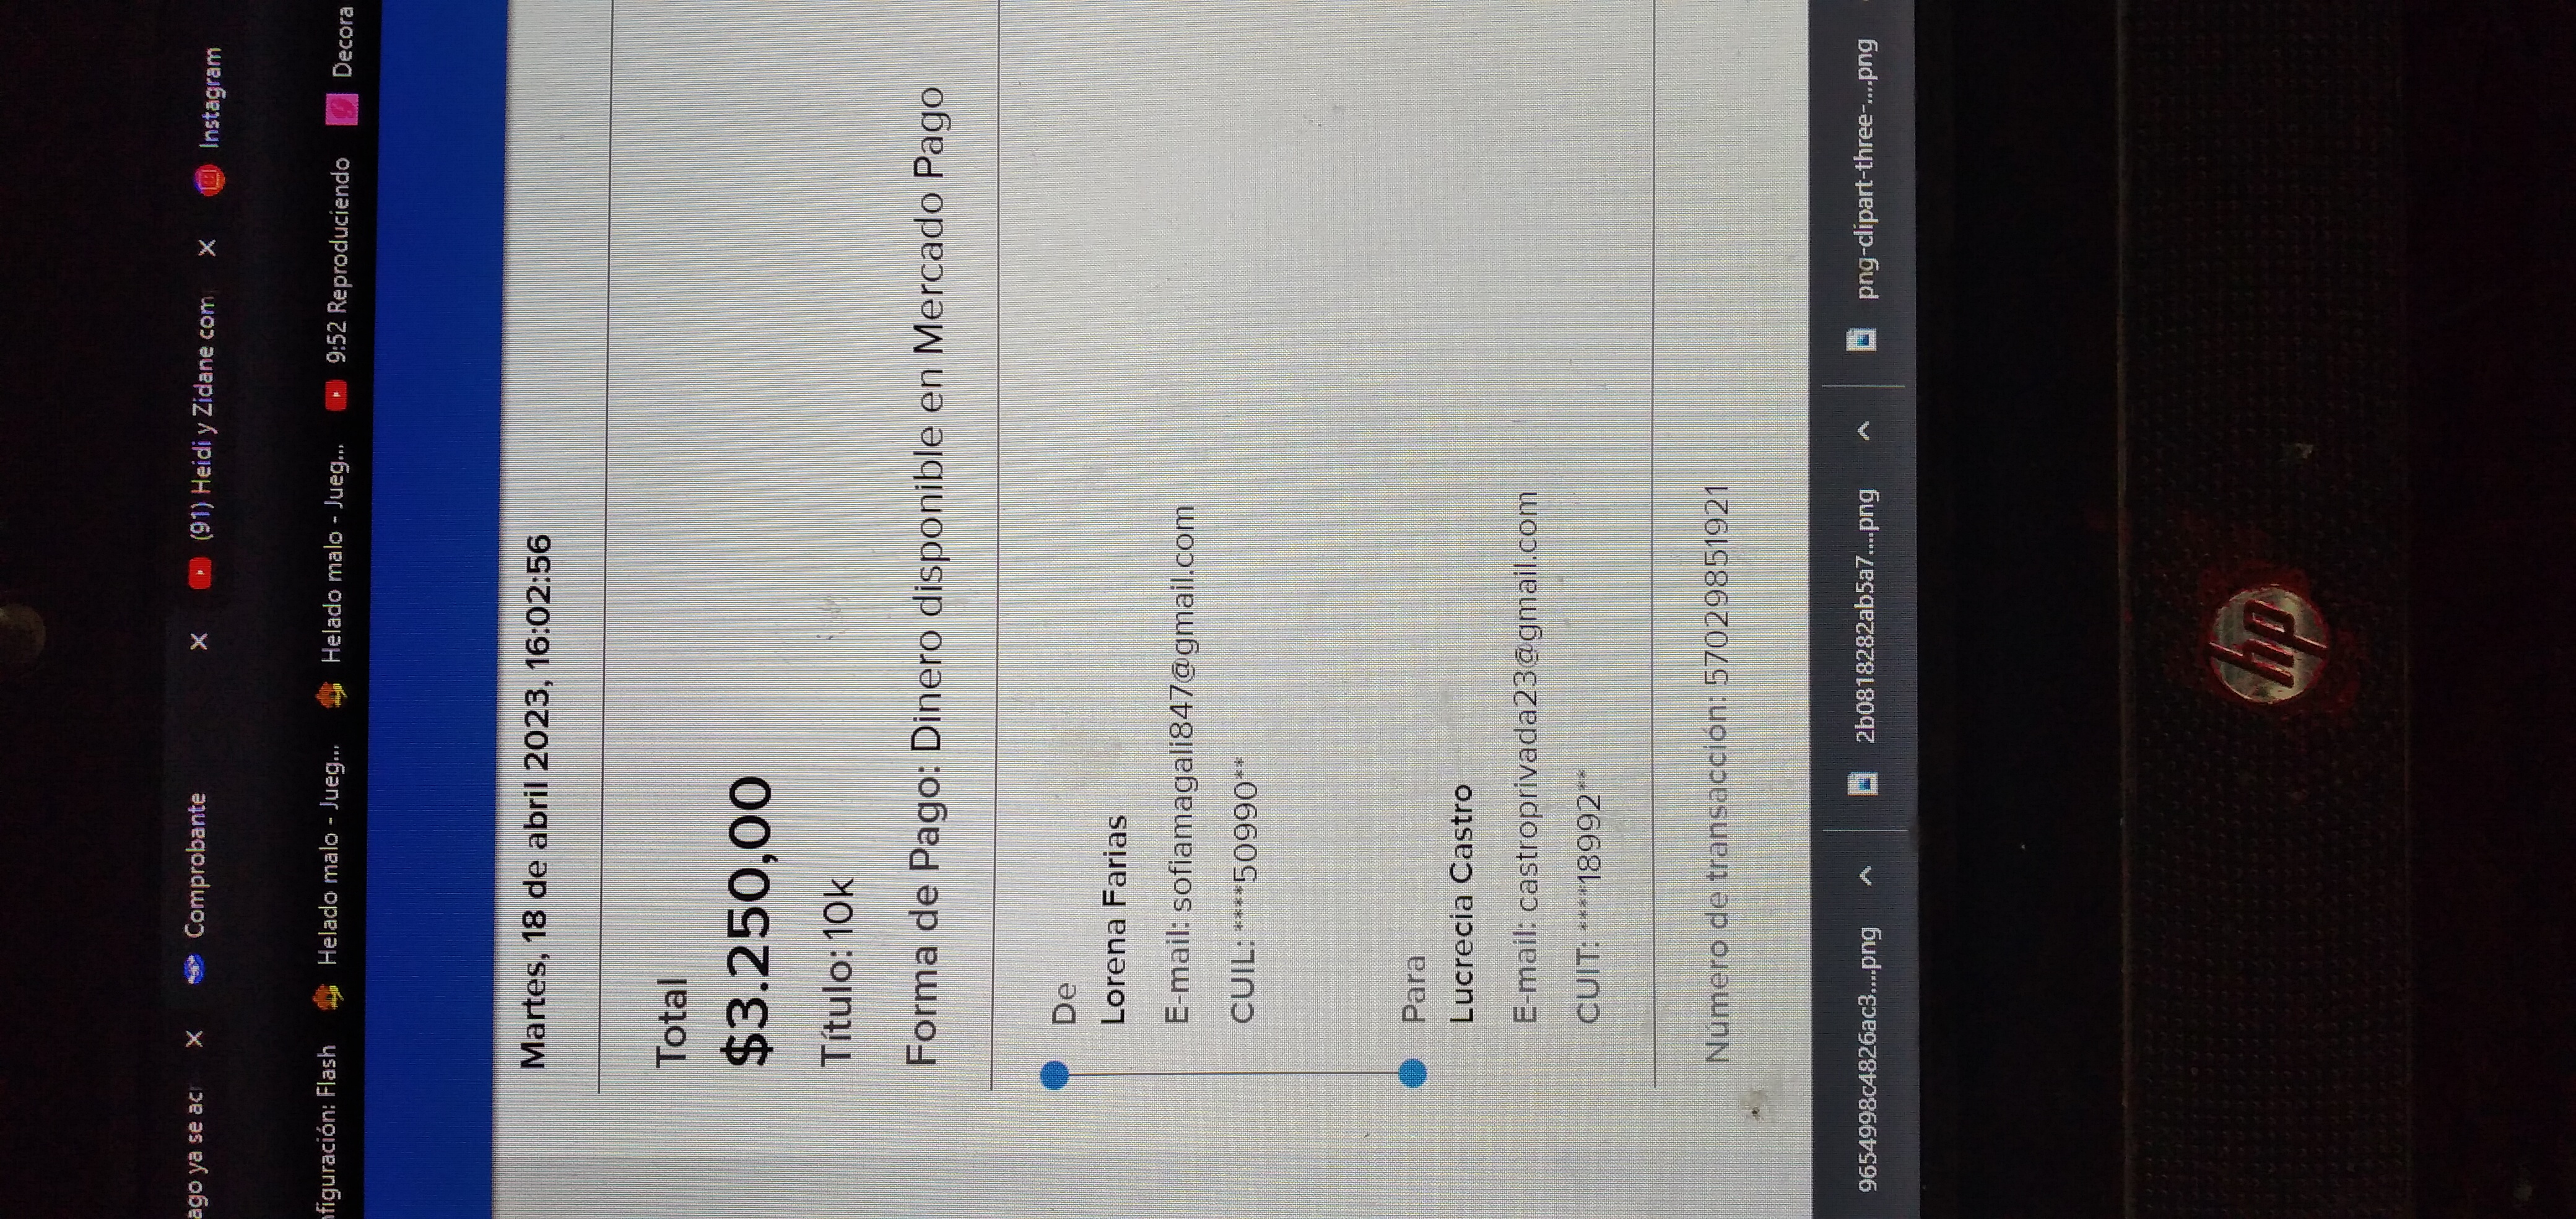 ago ya se acr
Comprobante
(91) Heidi y Zidane com
Instagram
nfiguración: Flash
Helado malo - Jueg...
Helado malo - Jueg...
9:52 Reproduciendo
Decora
Martes, 18 de abril 2023, 16:02:56
Total
$3.250,00
Título: 10k
Forma de Pago: Dinero disponible en Mercado Pago
De
Lorena Farias
E-mail: sofiamagali847@gmail.com
CUIL: ****50990**
Para
Lucrecia Castro
E-mail: castroprivada23@gmail.com
CUIT: ****18992**
Número de transacción: 57029851921
9654998c4826ac3....png
2b0818282ab5a7....png
png-clipart-three-....png
hp